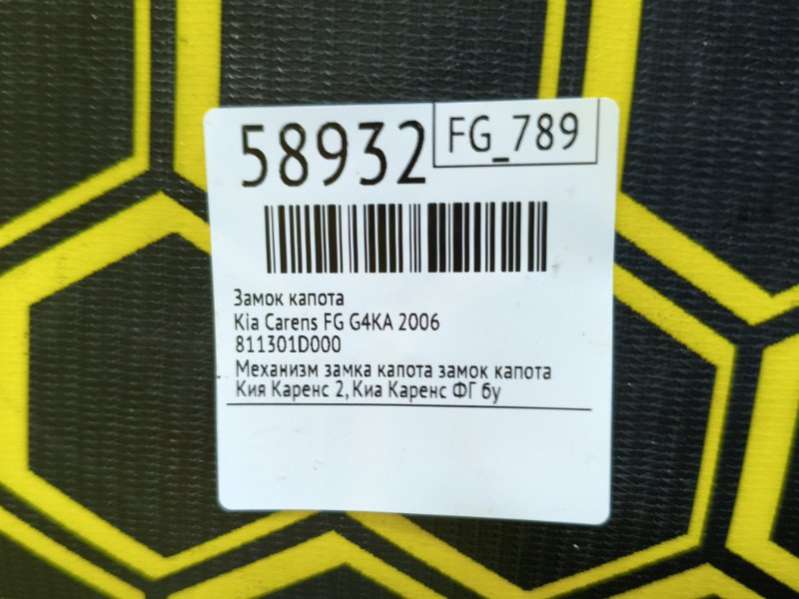 58932
FG_789
Замок капота
Kia Carens FG G4KA 2006
811301D000
Механизм замка капота замок капота
Кия Каренс 2, Киа Каренс ФГ бу